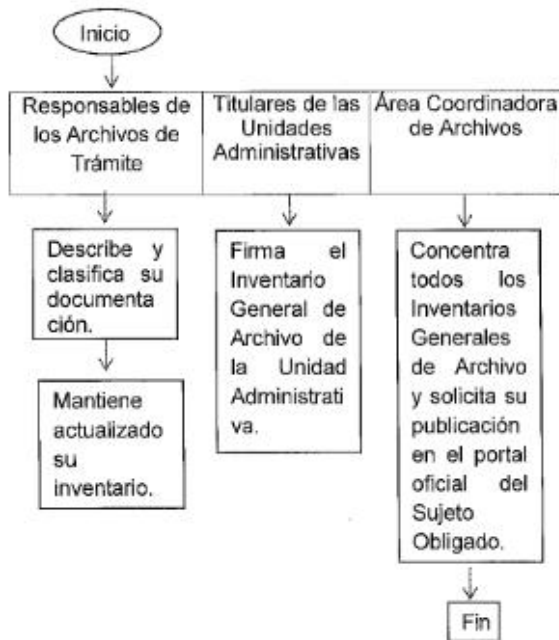 Inicio
Responsables de
los Archivos de
Trámite
Titulares de las
Unidades
Administrativas
Área Coordinadora
de Archivos
Describe y
clasifica su
documenta
ción.
Mantiene
actualizado
su
inventario.
Firma el
Inventario
General de
Archivo de
la Unidad
Administrati
va.
Concentra
todos los
Inventarios
Generales
de Archivo
y solicita su
publicación
en el portal
oficial del
Sujeto
Obligado.
Fin